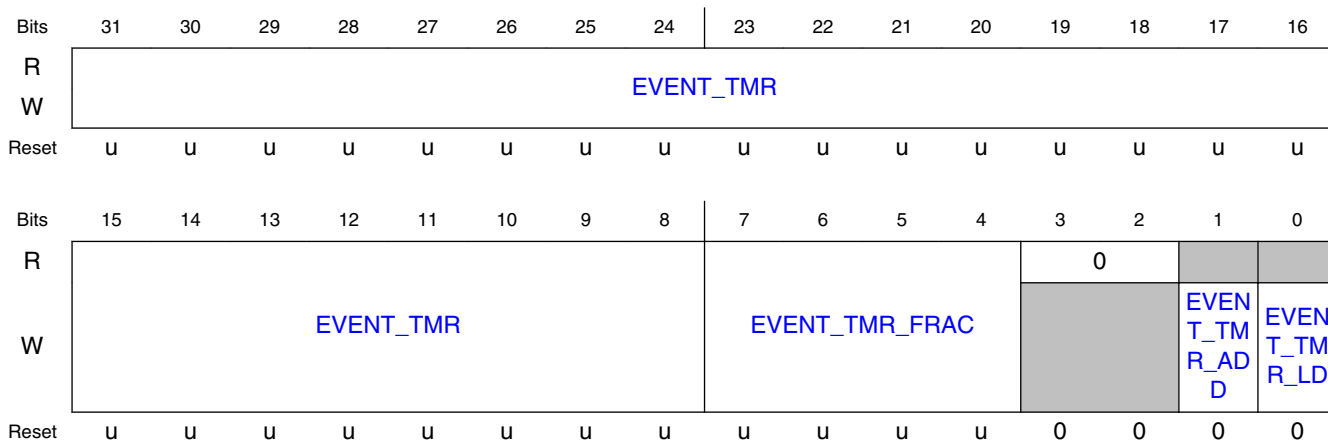 Bits 31 30 29 28 27 26 25 24 23 22 21 20 19 18 17 16
R
EVENT_TMR
W
Reset u u u u u u u u u u u u u u u u
Bits 15 14 13 12 11 10 9 8 7 6 5 4 3 2 1 0
R 0
W EVENT_TMR EVENT_TMR_FRAC
EVEN
T_TM
R_AD
D
EVEN
T_TM
R_LD
Reset u u u u u u u u u u u u 0 0 0 0